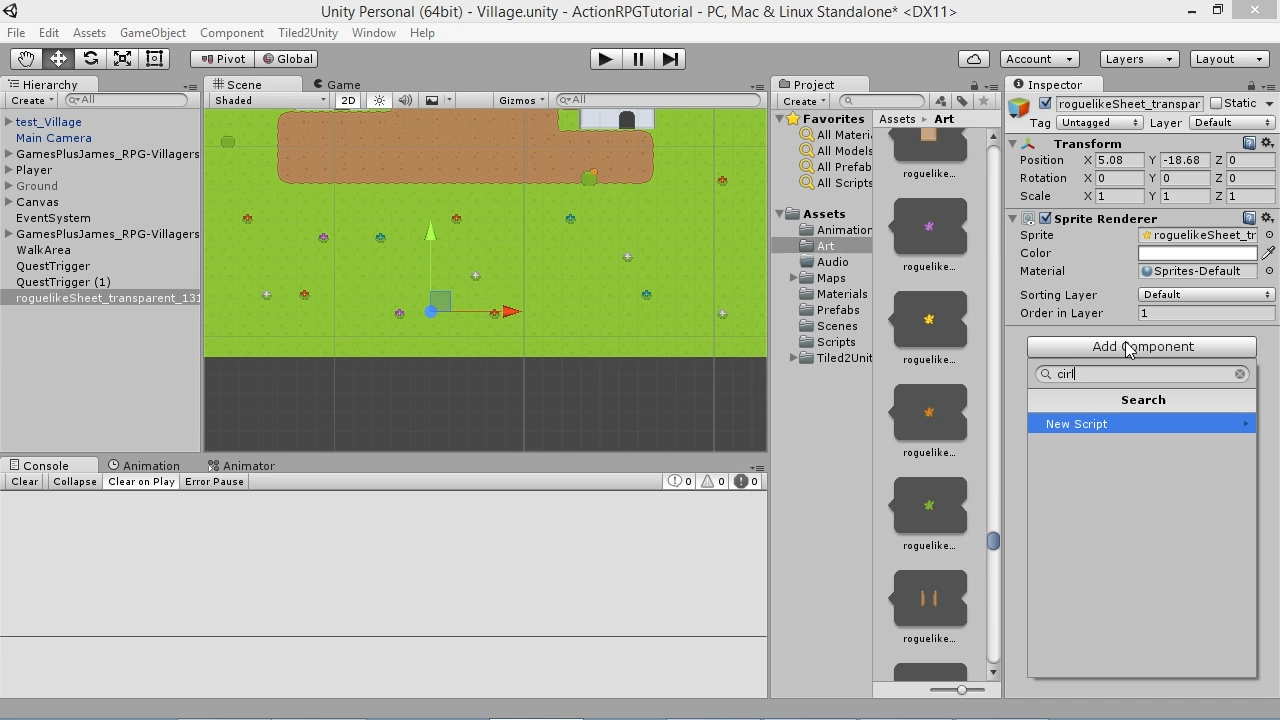 Unity Personal (64bit) - Village.unity - ActionRPGTutorial - PC, Mac & Linux Standalone* <DX11>
File Edit Assets GameObject Component Tiled2Unity Window Help
Pivot Global Account Layers Layout
Hierarchy
Create All
test_Village
Main Camera
GamesPlusJames_RPG-Villagers
Player
Ground
Canvas
EventSystem
GamesPlusJames_RPG-Villagers
WalkArea
QuestTrigger
QuestTrigger (1)
roguelikeSheet_transparent_131
Scene Game
Shaded 2D Gizmos All
Console Animation Animator
Clear Collapse Clear on Play Error Pause 0 0 0
Project
Create
Favorites
All Materi
All Models
All Prefab
All Scripts
Assets
Animation
Art
Audio
Maps
Materials
Prefabs
Scenes
Scripts
Tiled2Unit
Assets Art
roguelike...
roguelike...
roguelike...
roguelike...
roguelike...
roguelike...
Inspector
roguelikeSheet_transpar Static
Tag Untagged Layer Default
Transform
Position X 5.08 Y -18.68 Z 0
Rotation X 0 Y 0 Z 0
Scale X 1 Y 1 Z 1
Sprite Renderer
Sprite roguelikeSheet_tr
Color
Material Sprites-Default
Sorting Layer Default
Order in Layer 1
Add Component
cirl
Search
New Script